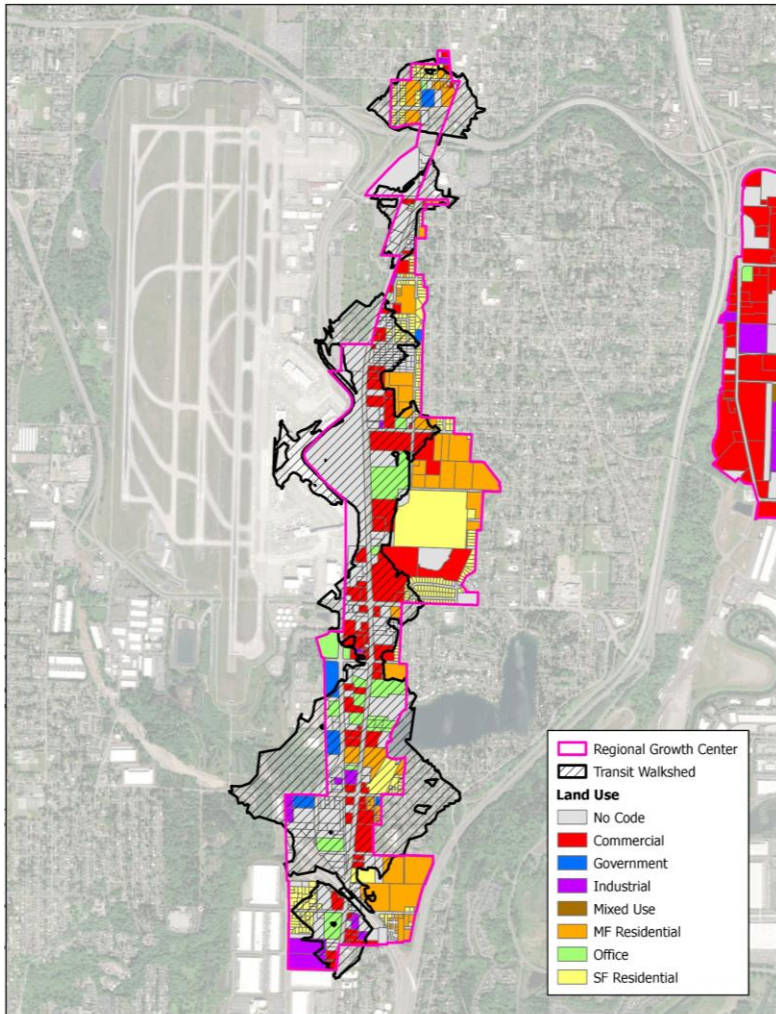 Regional Growth Center
Transit Walkshed
Land Use
No Code
Commercial
Government
Industrial
Mixed Use
MF Residential
Office
SF Residential